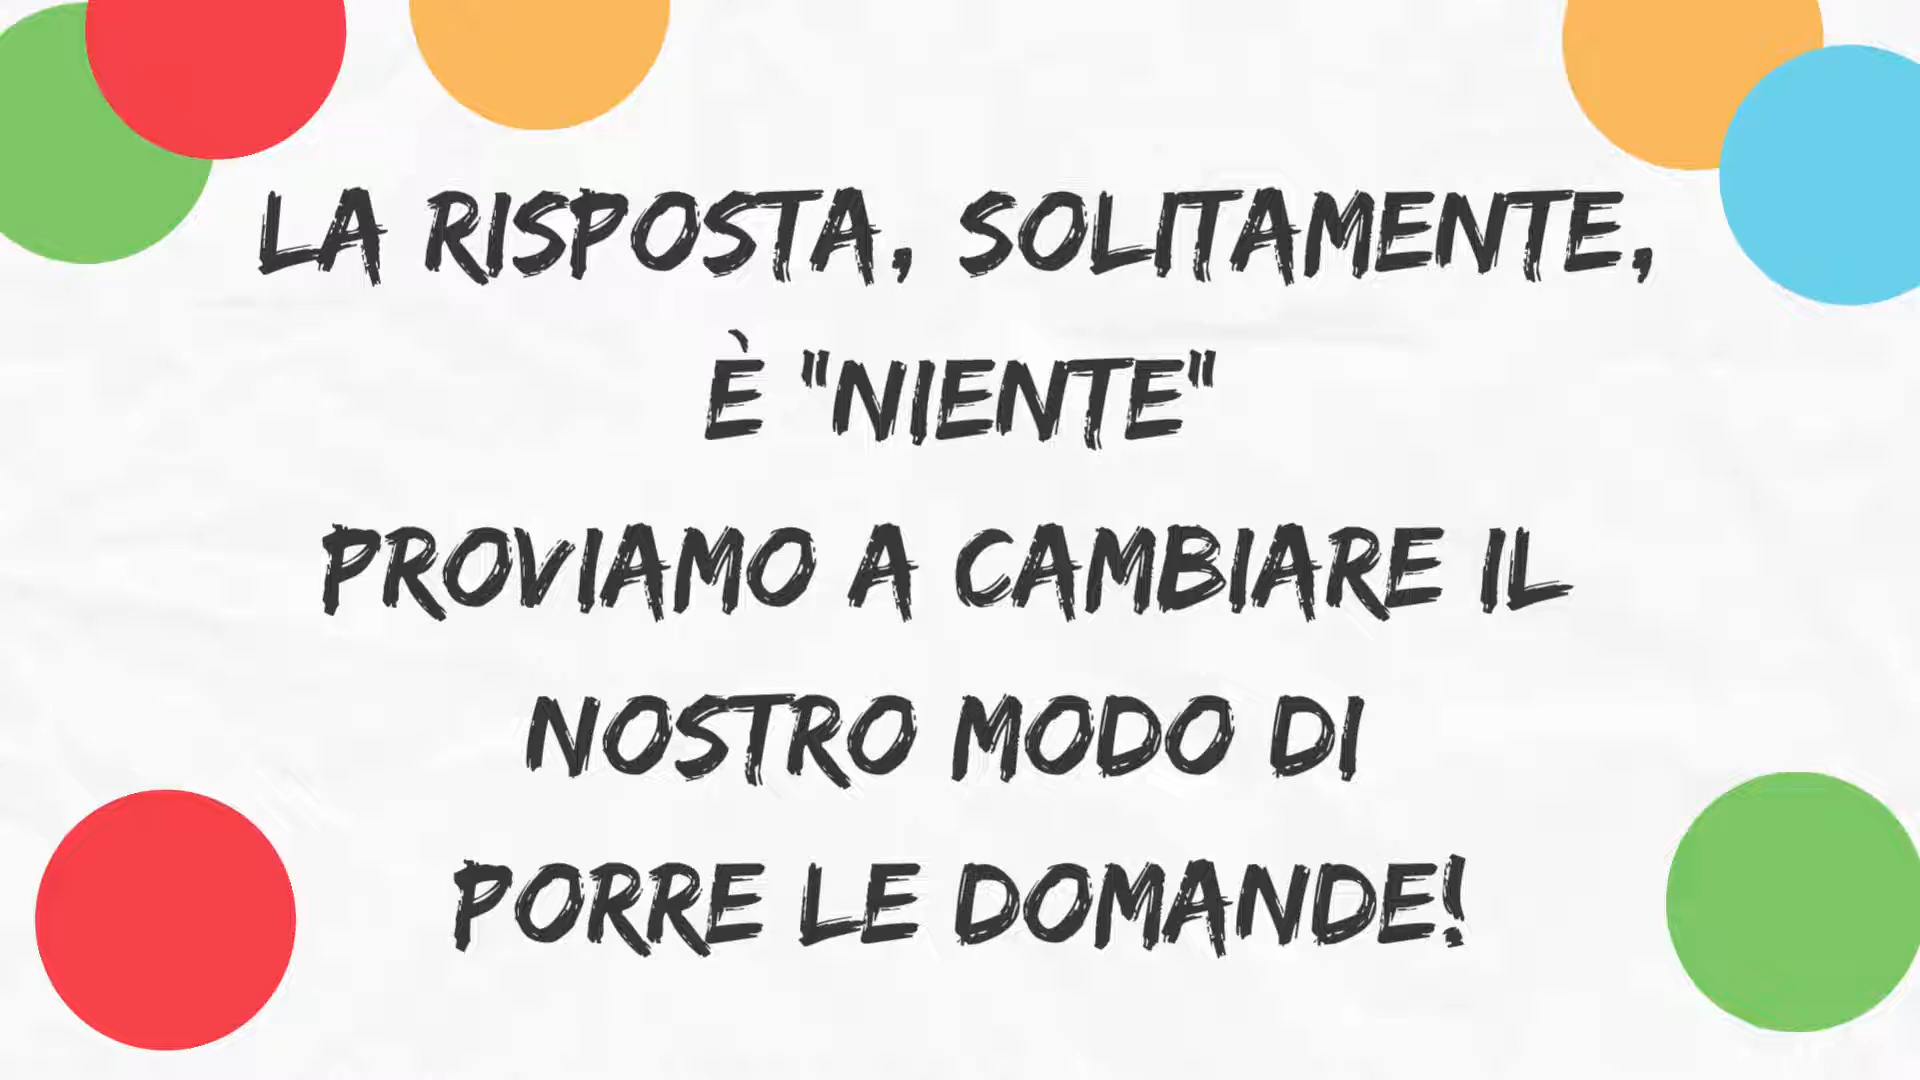 LA RISPOSTA, SOLITAMENTE,
È "NIENTE"
PROVIAMO A CAMBIARE IL
NOSTRO MODO DI
PORRE LE DOMANDE!